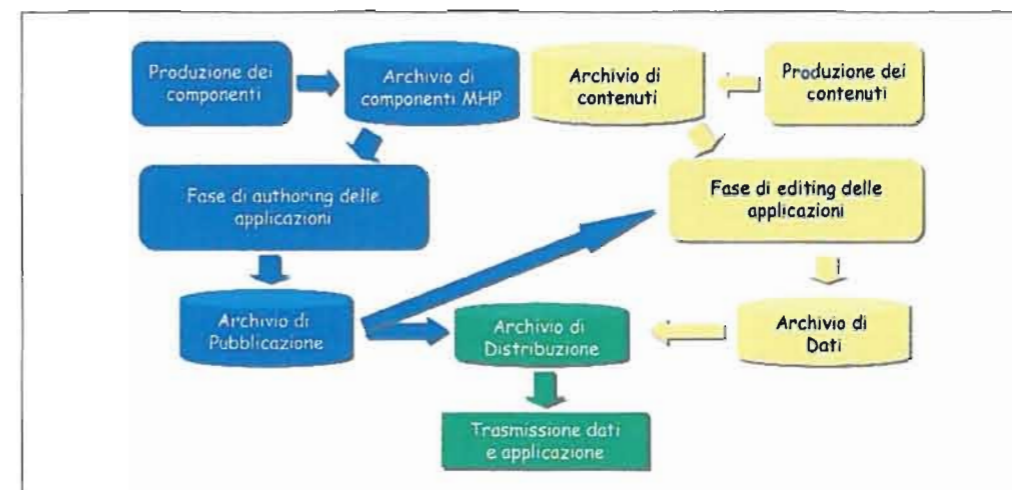 Produzione dei
componenti
Archivio di
componenti MHP
Archivio di
contenuti
Produzione dei
contenuti
Fase di authoring delle
applicazioni
Fase di editing delle
applicazioni
Archivio di
Pubblicazione
Archivio di
Distribuzione
Archivio di
Dati
Trasmissione dati
e applicazione